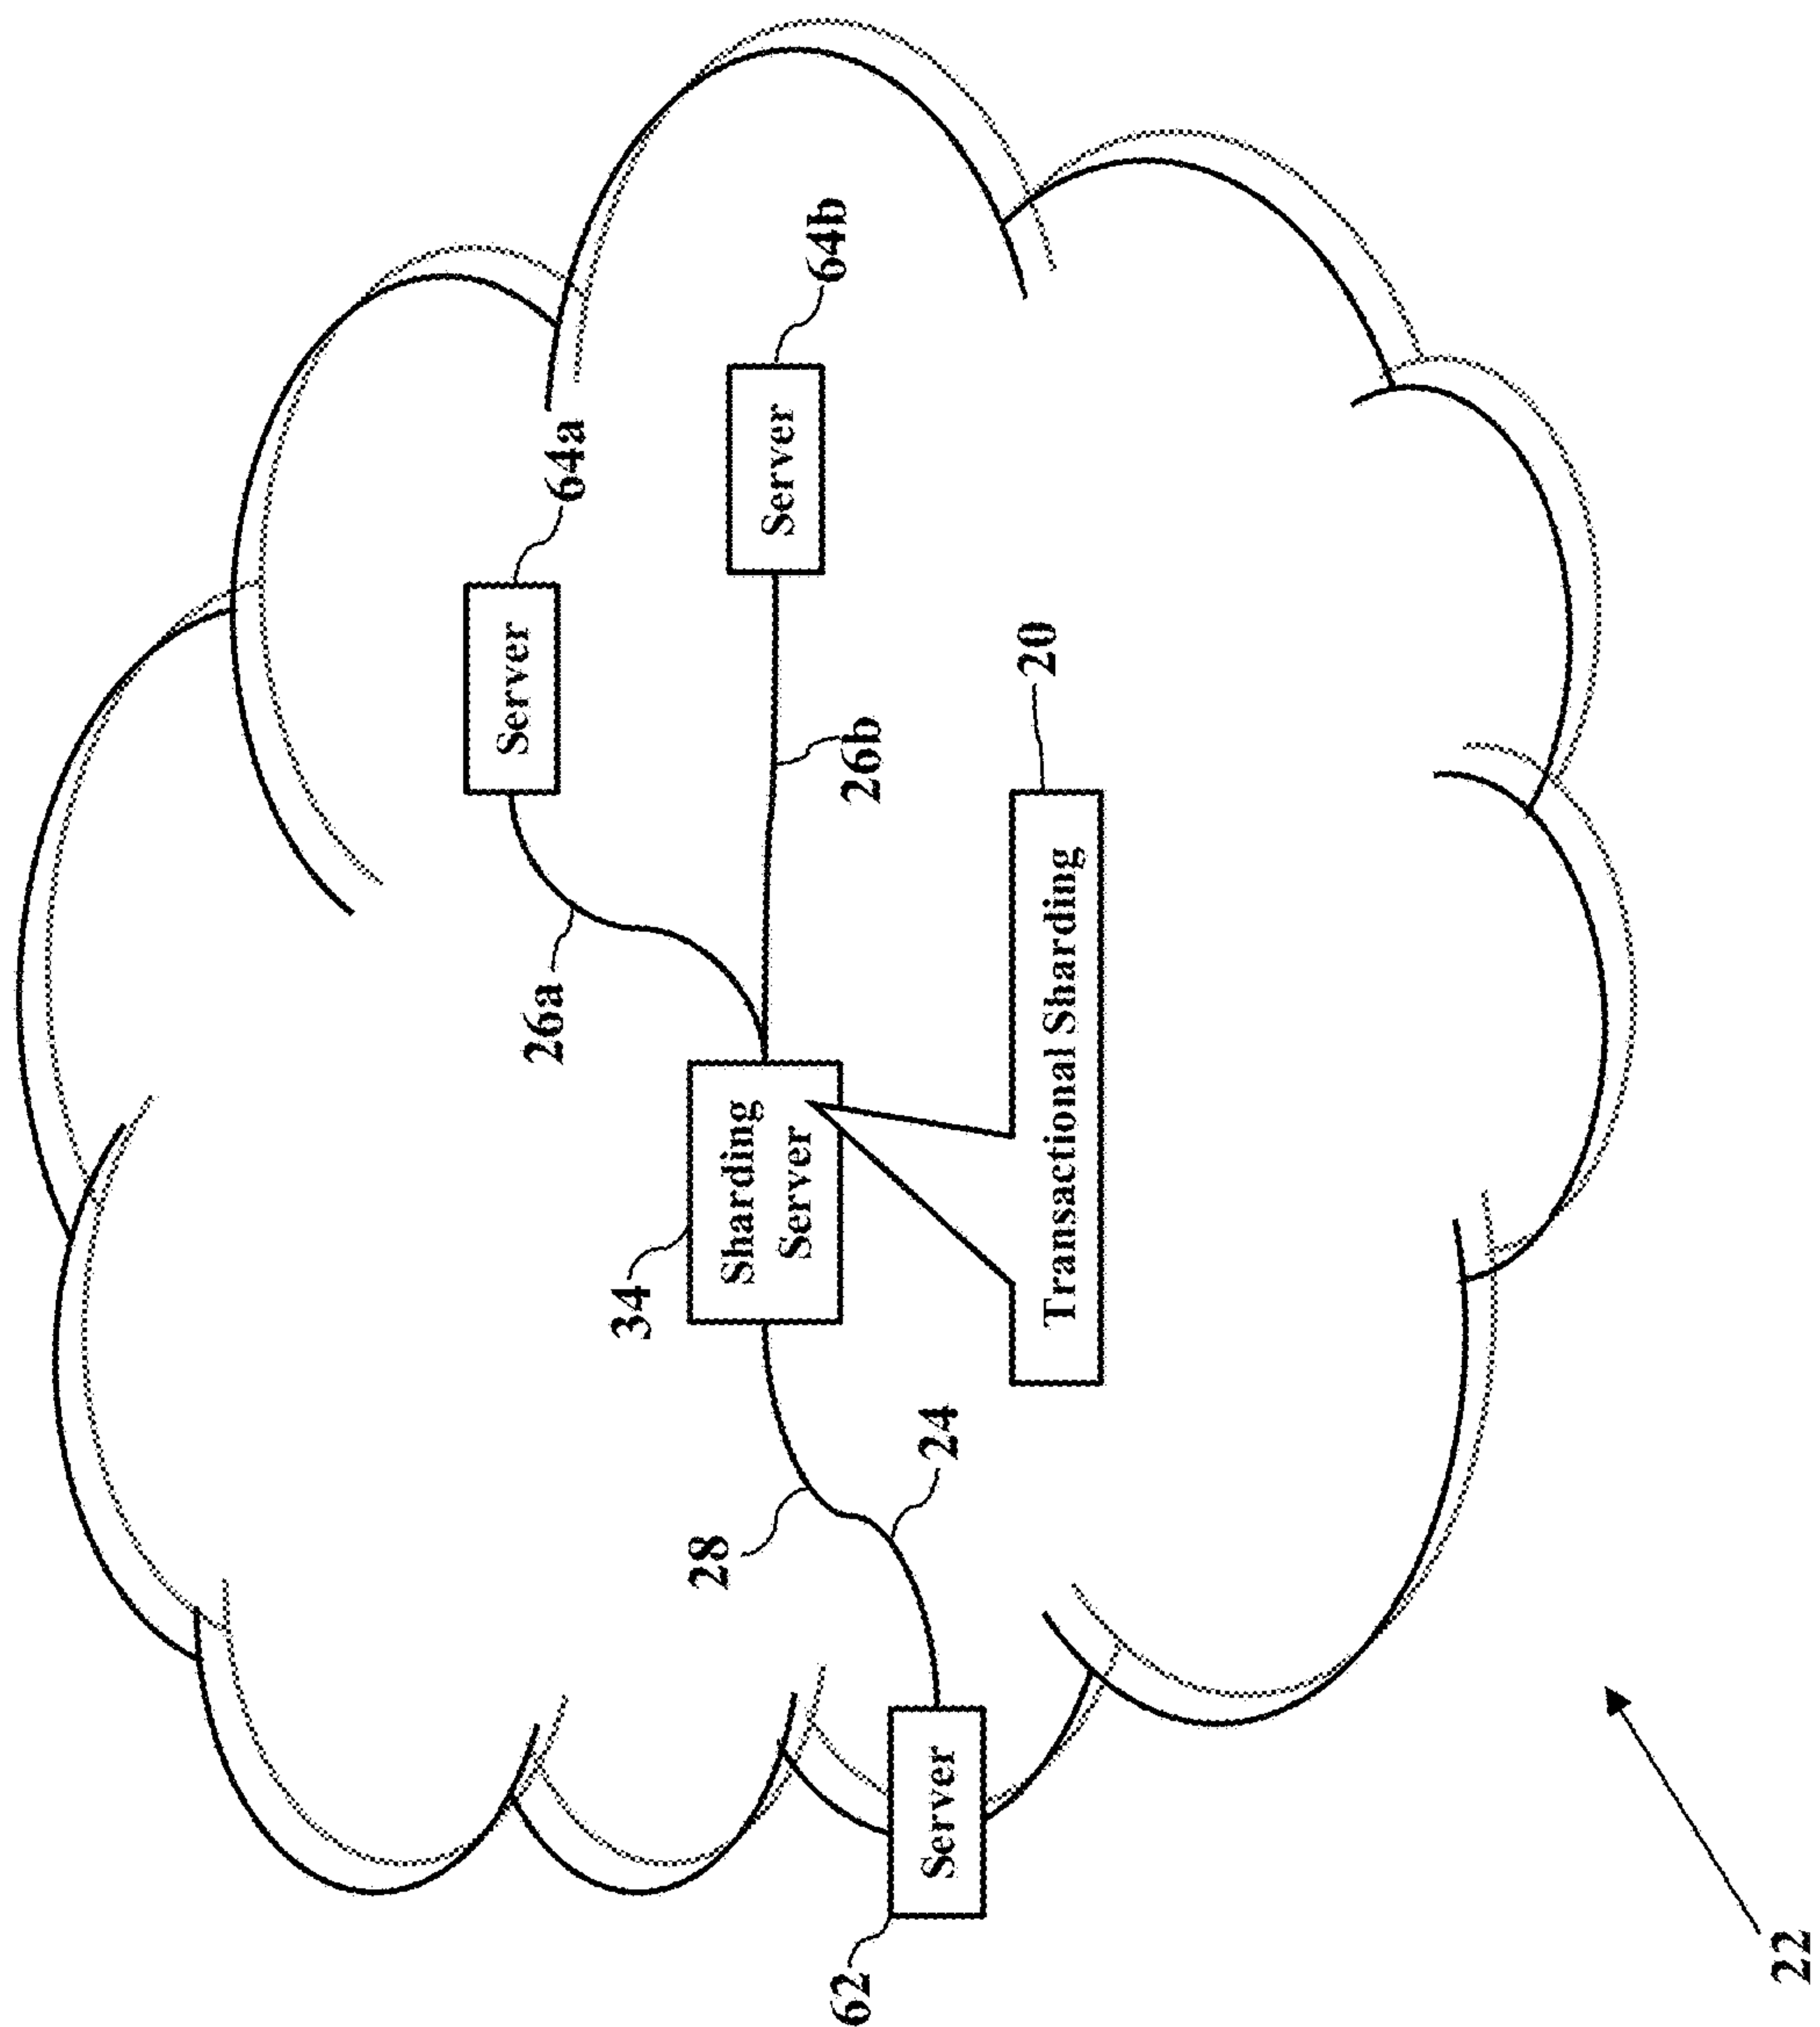 64a
Server
64b
Server
26a
26b
34
Sharding
Server
20
Transactional Sharding
28
24
62
Server
22